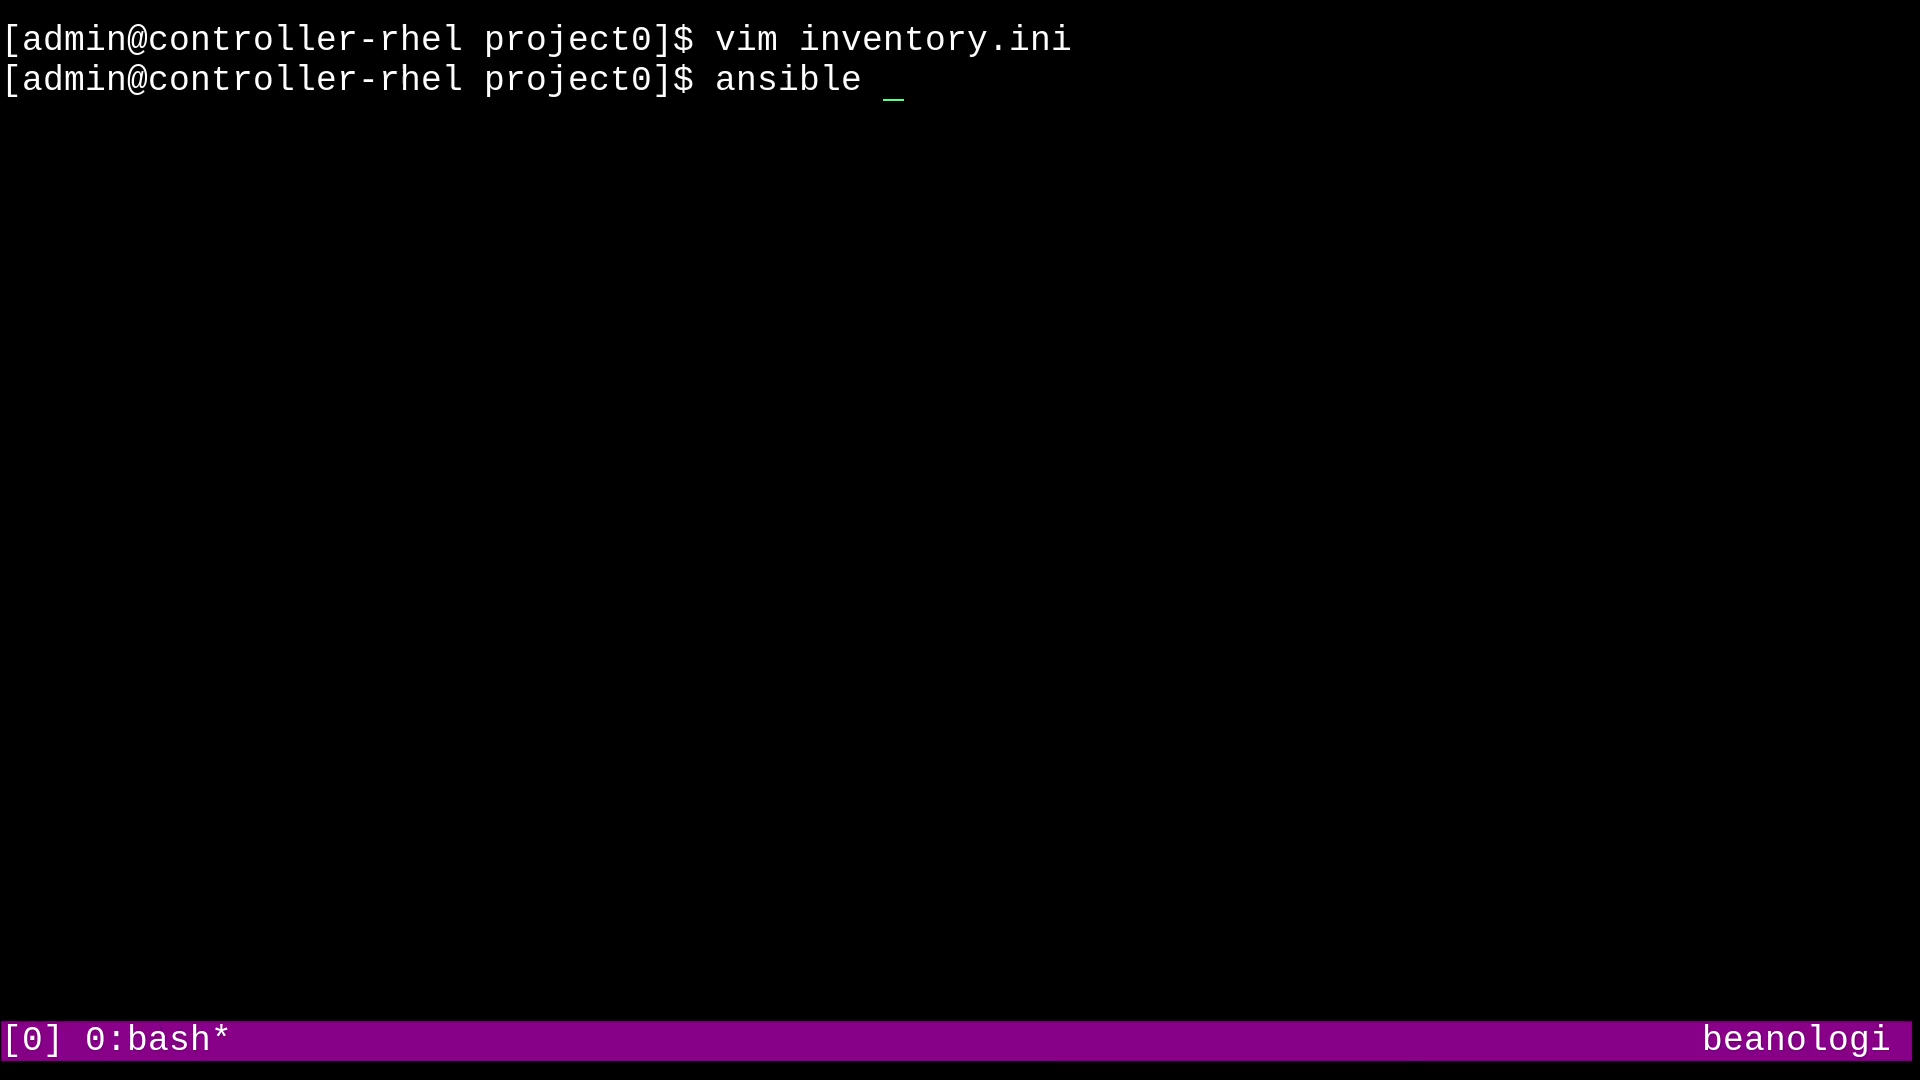 [admin@controller-rhel project0]$ vim inventory.ini
[admin@controller-rhel project0]$ ansible _
[0] 0:bash* beanologi